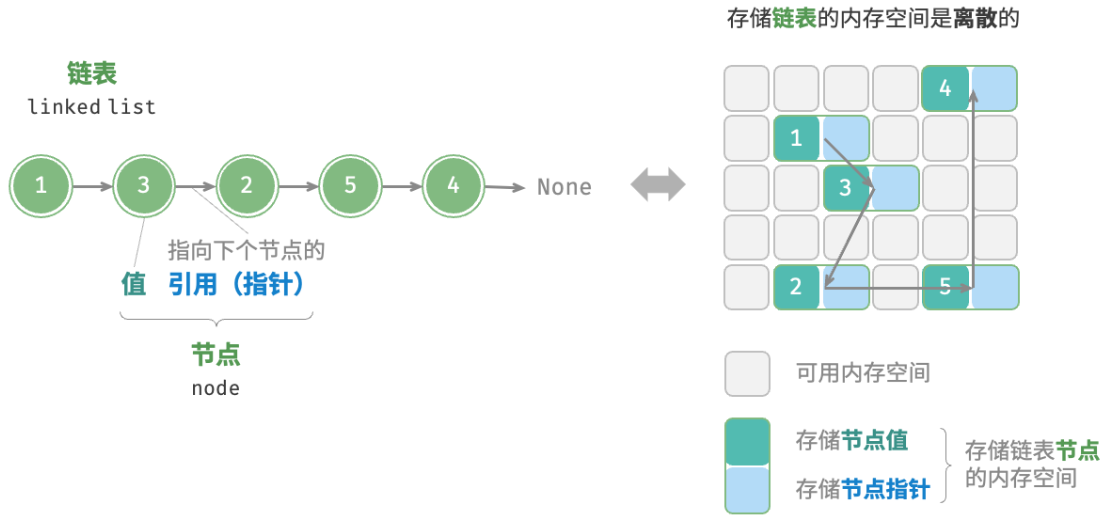 存储链表的内存空间是离散的
链表
linked list
1 3 2 5 4 None
指向下个节点的
值 引用（指针）
节点
node
4
1
3
2 5
可用内存空间
存储节点值
存储节点指针
存储链表节点
的内存空间